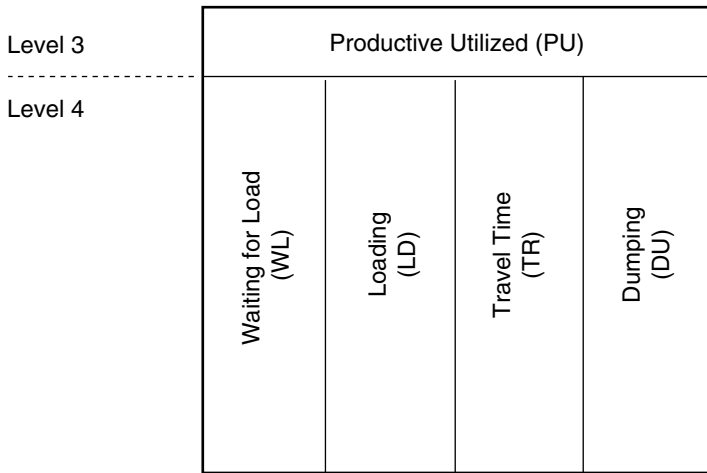 Level 3
Productive Utilized (PU)
Level 4
Waiting for Load
(WL)
Loading
(LD)
Travel Time
(TR)
Dumping
(DU)